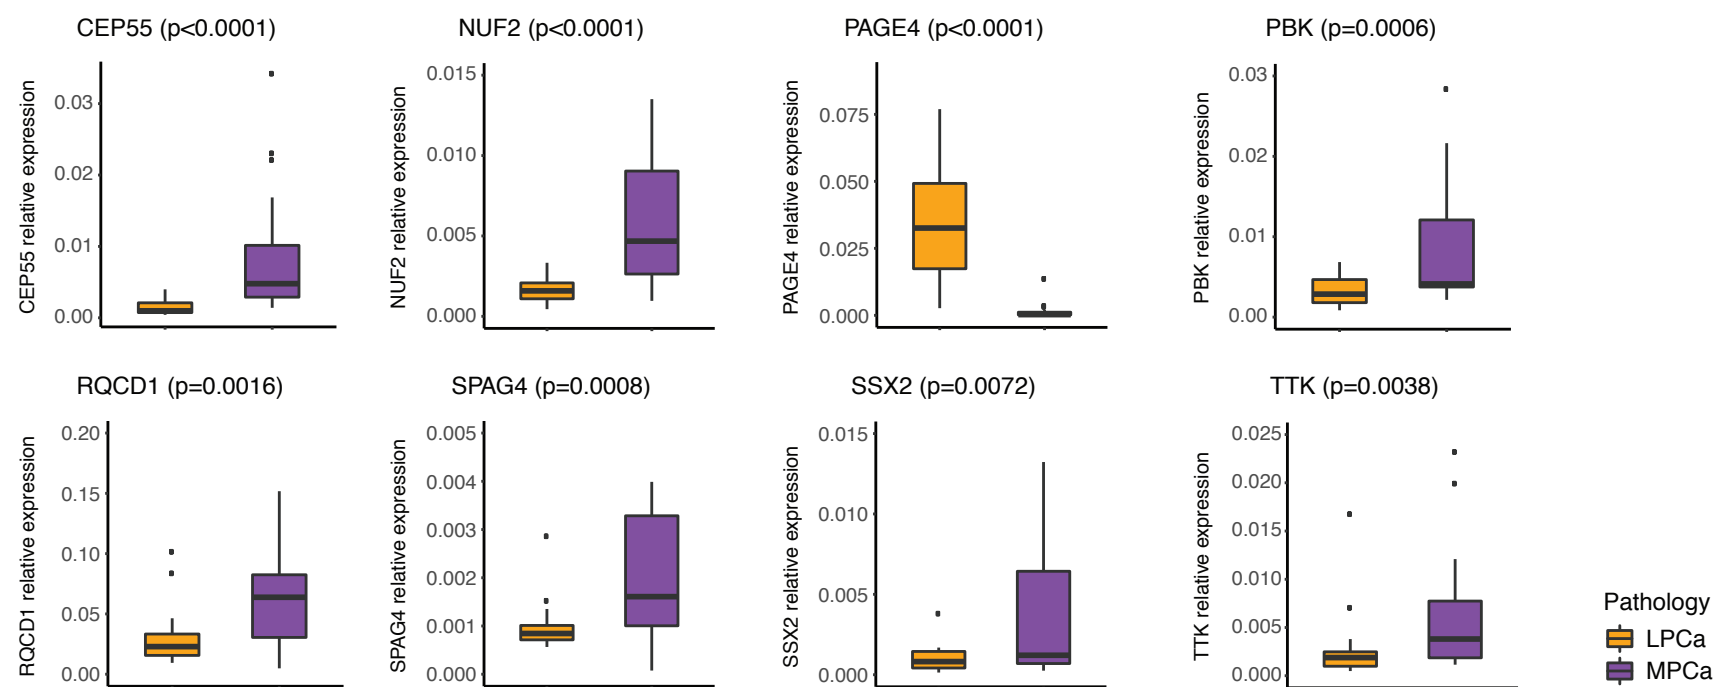 CEP55 (p<0.0001)
NUF2 (p<0.0001)
PAGE4 (p<0.0001)
PBK (p=0.0006)
CEP55 relative expression
0.03
0.02
0.01
0.00
NUF2 relative expression
0.015
0.010
0.005
0.000
PAGE4 relative expression
0.075
0.050
0.025
0.000
PBK relative expression
0.03
0.02
0.01
0.00
RQCD1 (p=0.0016)
SPAG4 (p=0.0008)
SSX2 (p=0.0072)
TTK (p=0.0038)
RQCD1 relative expression
0.20
0.15
0.10
0.05
0.00
SPAG4 relative expression
0.005
0.004
0.003
0.002
0.001
0.000
SSX2 relative expression
0.015
0.010
0.005
0.000
TTK relative expression
0.025
0.020
0.015
0.010
0.005
0.000
Pathology
LPCa
MPCa